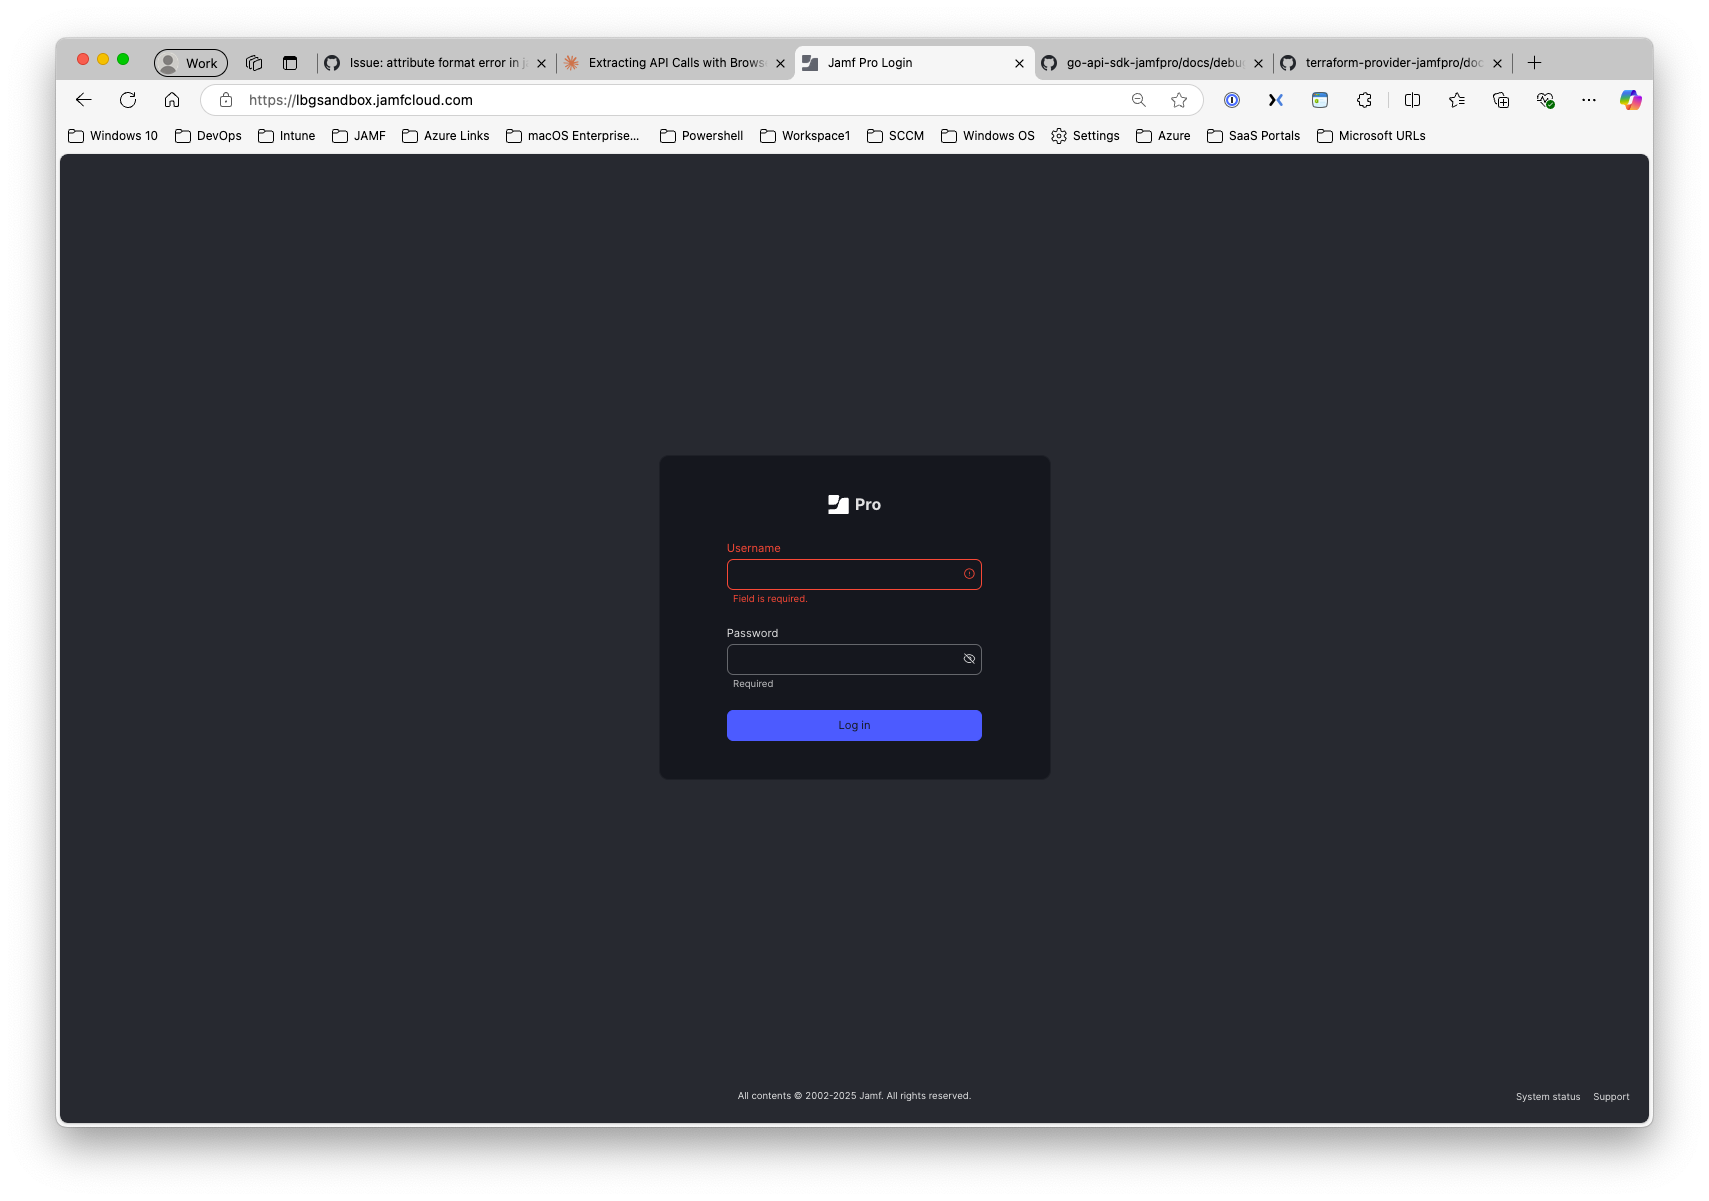 Work
Issue: attribute format error in j
Extracting API Calls with Brows
Jamf Pro Login
go-api-sdk-jamfpro/docs/debu
terraform-provider-jamfpro/doc
https://lbgsandbox.jamfcloud.com
Windows 10
DevOps
Intune
JAMF
Azure Links
macOS Enterprise...
Powershell
Workspace1
SCCM
Windows OS
Settings
Azure
SaaS Portals
Microsoft URLs
Pro
Username
Field is required.
Password
Required
Log in
All contents © 2002-2025 Jamf. All rights reserved.
System status
Support